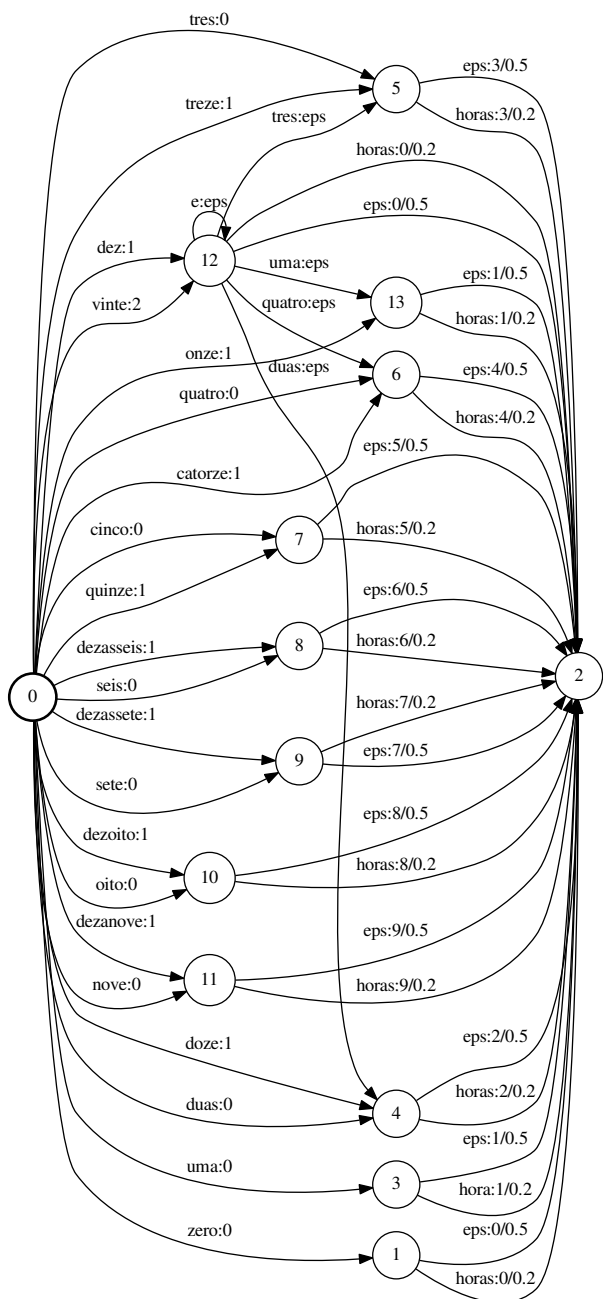 tres:0
eps:3/0.5
5
treze:1
horas:3/0.2
tres:eps
horas:0/0.2
e:eps
eps:0/0.5
dez:1
12
uma:eps
eps:1/0.5
vinte:2
quatro:eps
13
horas:1/0.2
onze:1
duas:eps
eps:4/0.5
quatro:0
6
horas:4/0.2
eps:5/0.5
catorze:1
cinco:0
7
horas:5/0.2
quinze:1
eps:6/0.5
dezasseis:1
8
horas:6/0.2
seis:0
2
0
dezassete:1
horas:7/0.2
9
eps:7/0.5
sete:0
eps:8/0.5
dezoito:1
10
horas:8/0.2
oito:0
dezanove:1
eps:9/0.5
11
nove:0
horas:9/0.2
doze:1
eps:2/0.5
horas:2/0.2
duas:0
4
eps:1/0.5
uma:0
3
hora:1/0.2
zero:0
eps:0/0.5
1
horas:0/0.2